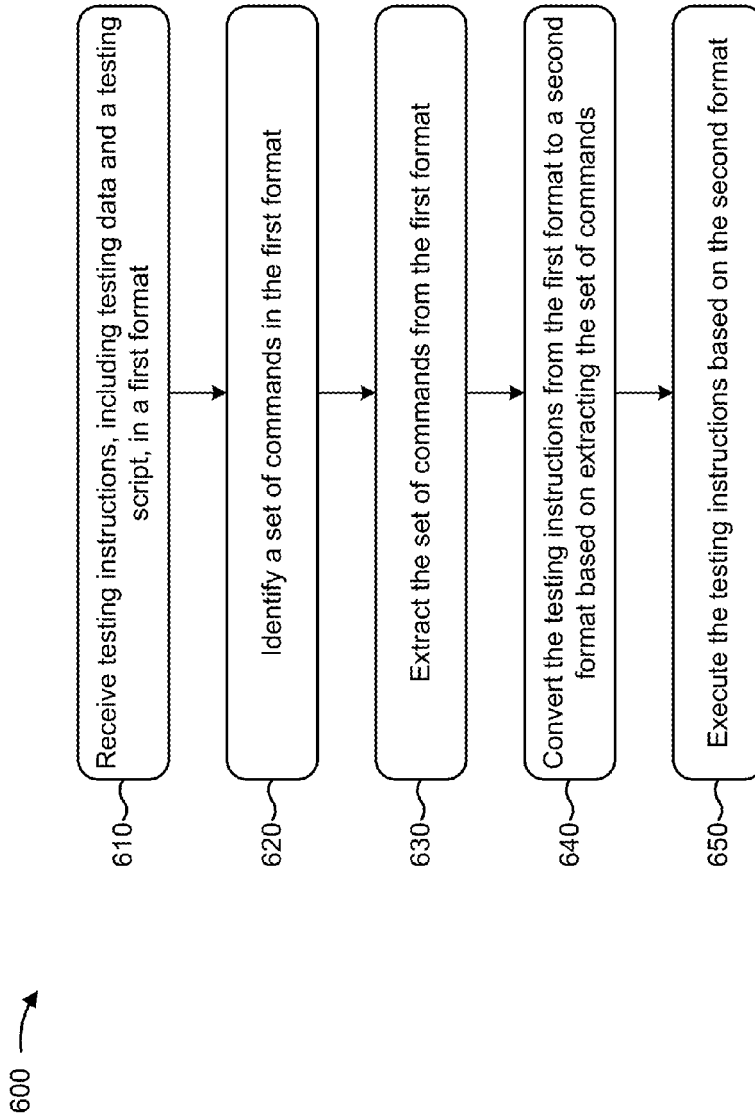 600
610
Receive testing instructions, including testing data and a testing
script, in a first format
620
Identify a set of commands in the first format
630
Extract the set of commands from the first format
640
Convert the testing instructions from the first format to a second
format based on extracting the set of commands
650
Execute the testing instructions based on the second format